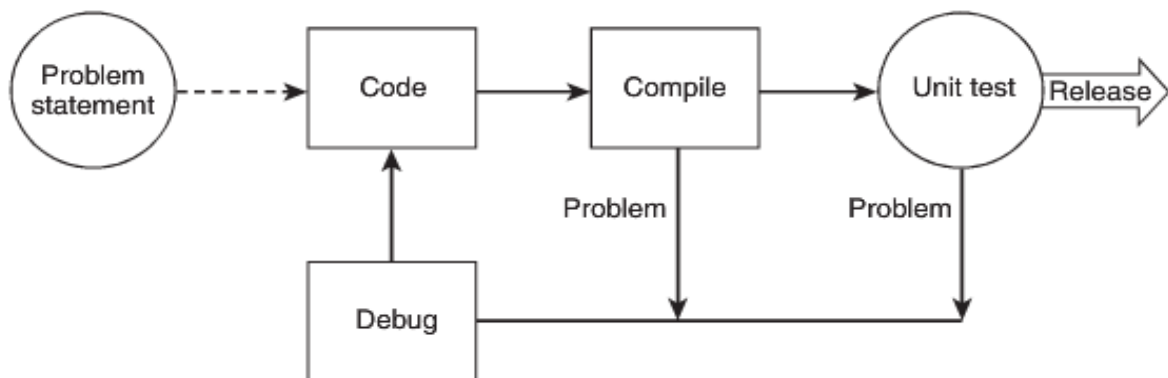 Problem
statement
Code
Compile
Unit test
Release
Problem
Problem
Debug